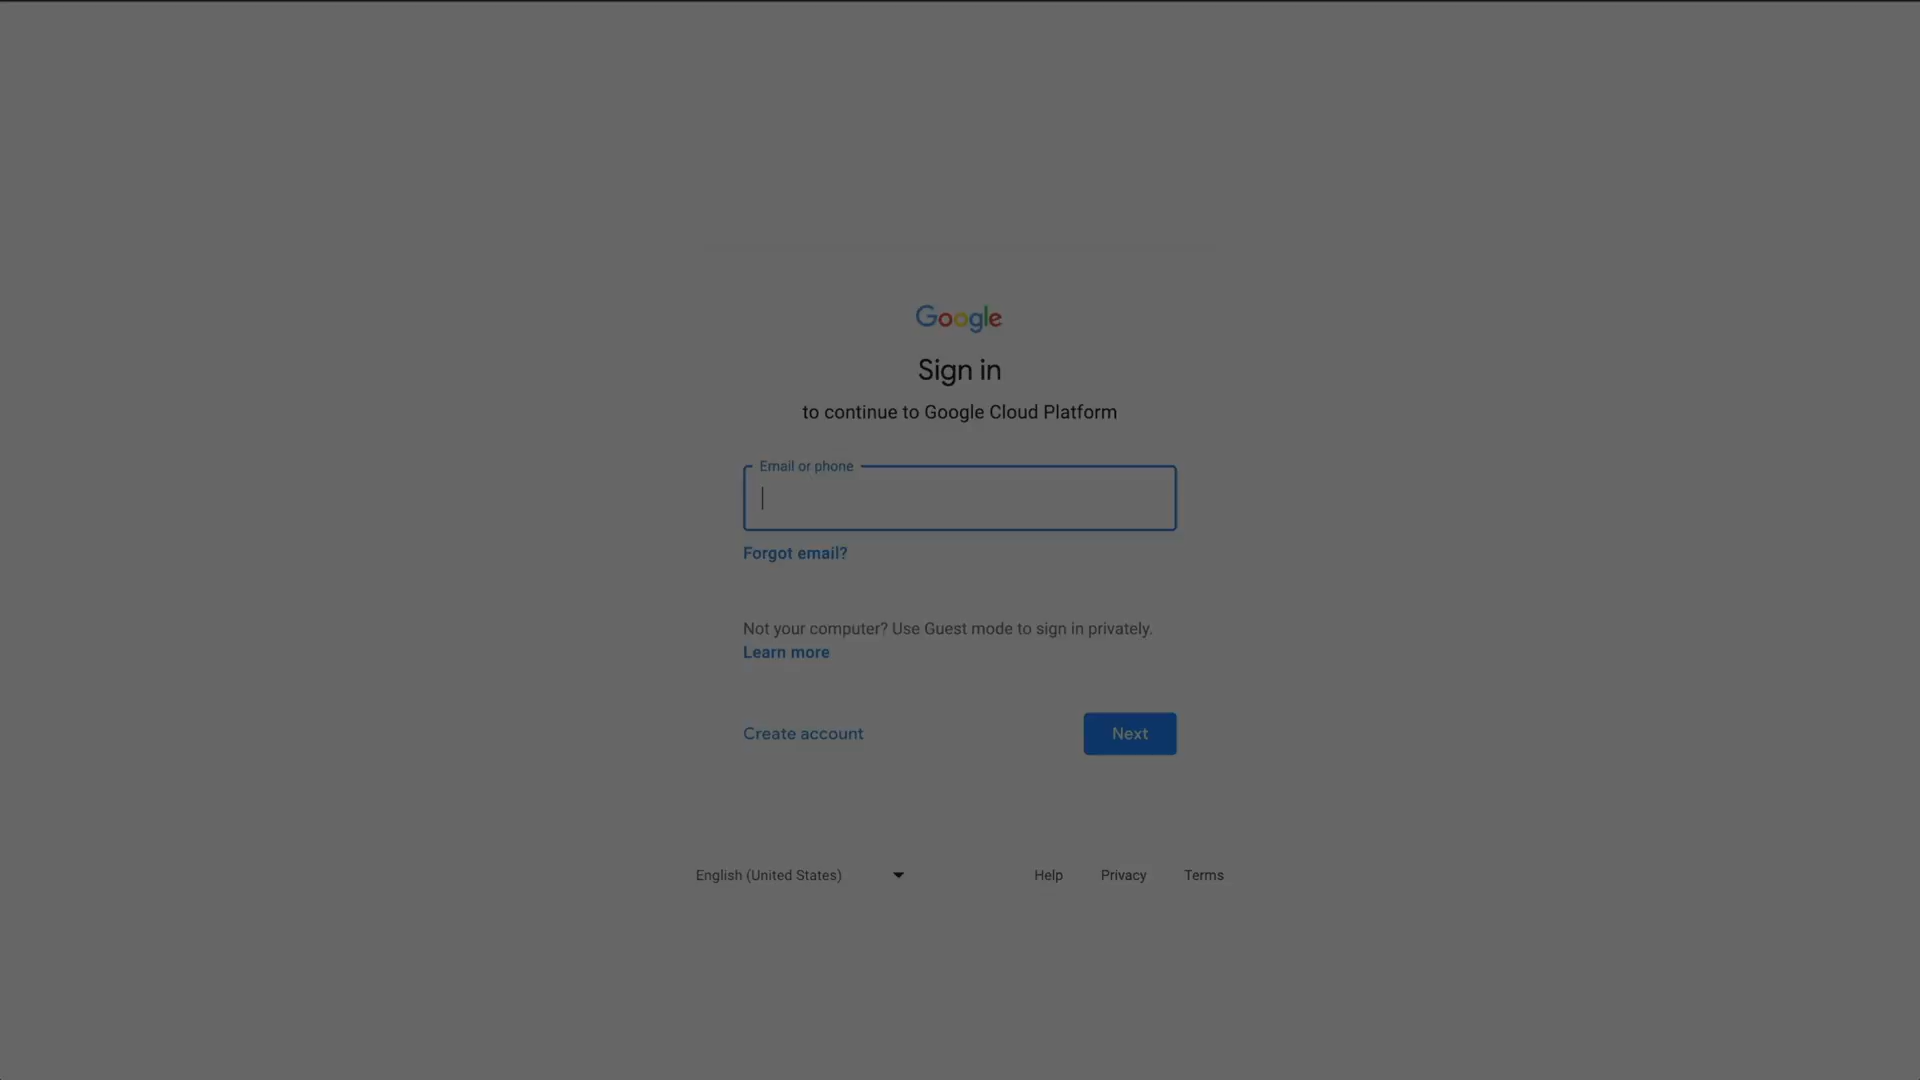 Google
Sign in
to continue to Google Cloud Platform
Email or phone
Forgot email?
Not your computer? Use Guest mode to sign in privately.
Learn more
Create account
Next
English (United States)
Help
Privacy
Terms